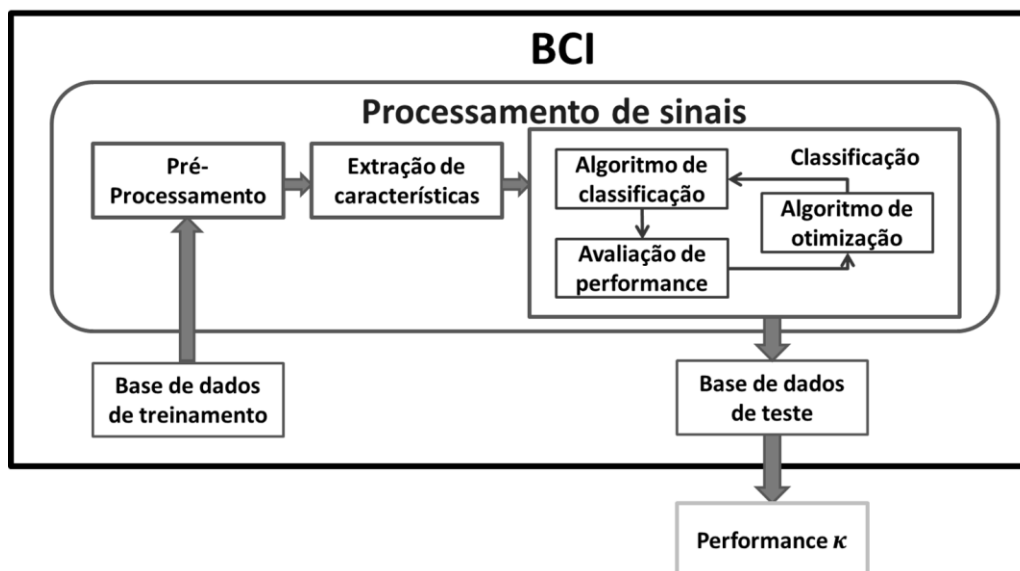 BCI
Processamento de sinais
Pré-
Processamento
Extração de
características
Algoritmo de
classificação
Classificação
Algoritmo de
otimização
Avaliação de
performance
Base de dados
de treinamento
Base de dados
de teste
Performance κ